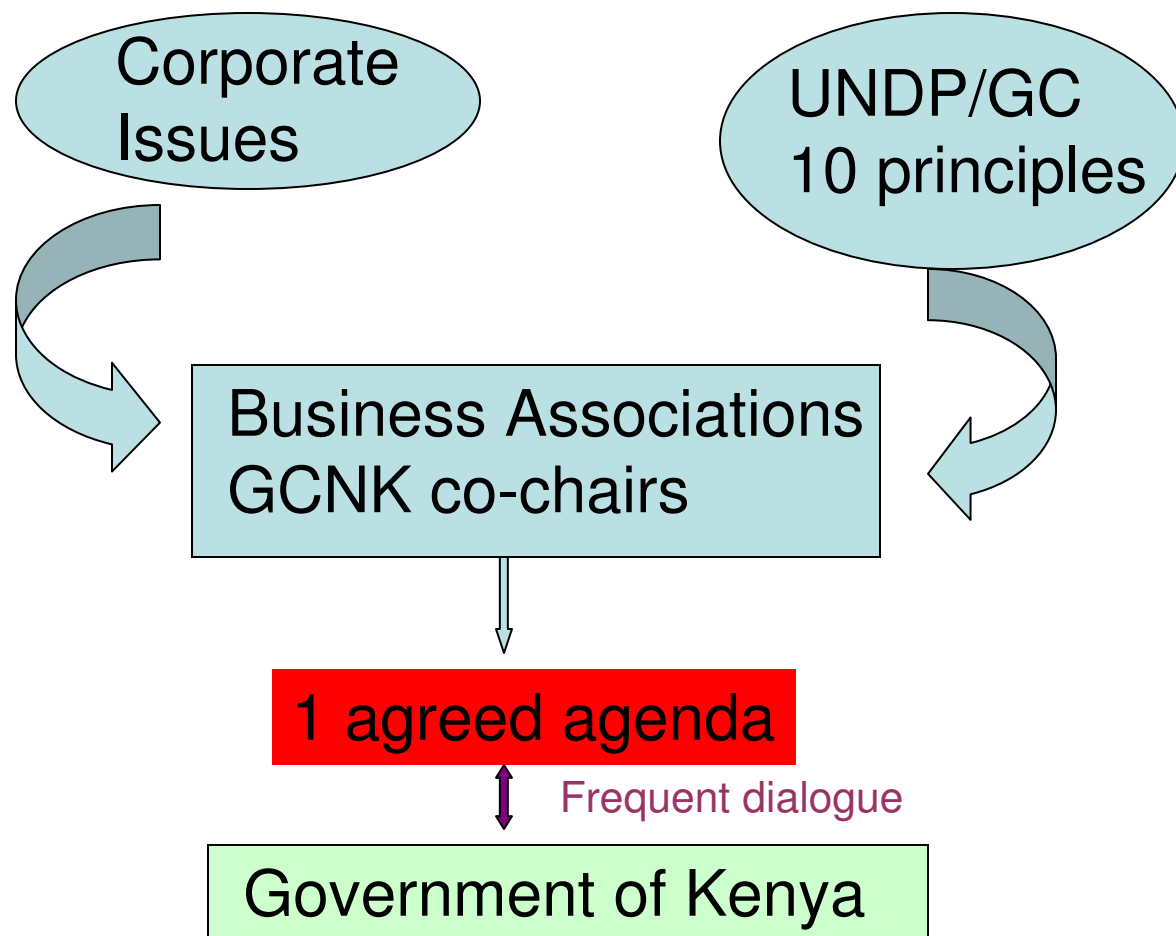 Corporate
Issues
UNDP/GC
10 principles
Business Associations
GCNK co-chairs
1 agreed agenda
Frequent dialogue
Government of Kenya